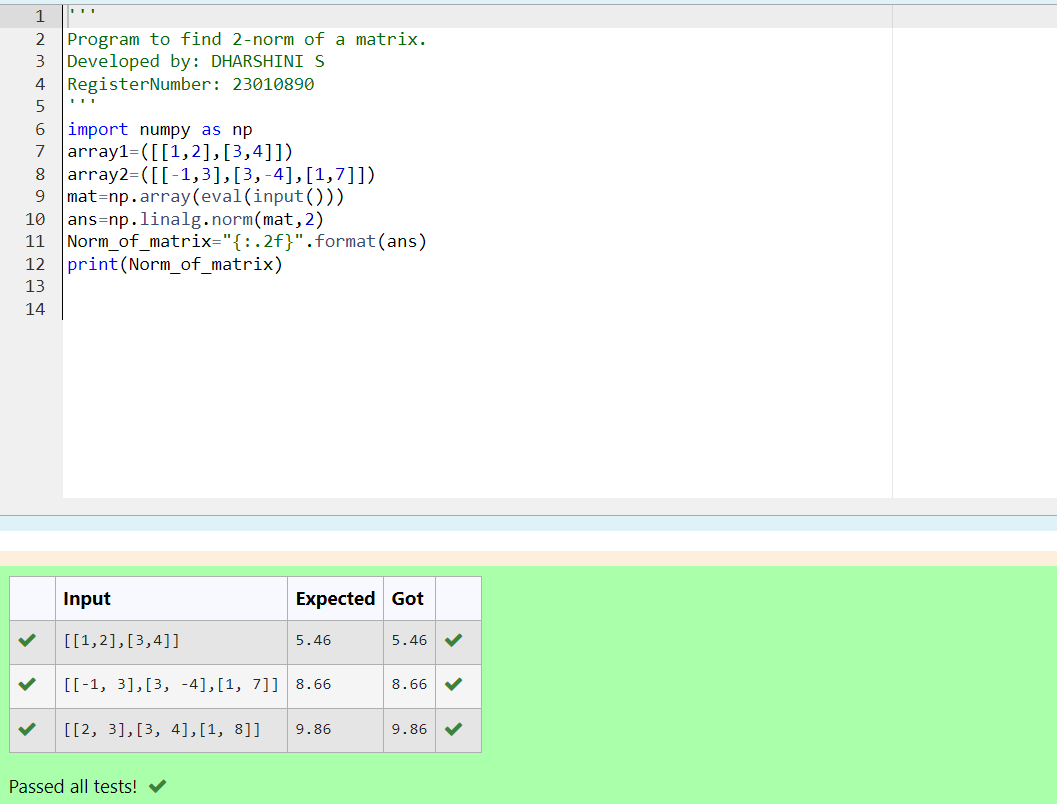 1 '''
2 Program to find 2-norm of a matrix.
3 Developed by: DHARSHINI S
4 RegisterNumber: 23010890
5 '''
6 import numpy as np
7 array1=([[1,2],[3,4]])
8 array2=([[-1,3],[3,-4],[1,7]])
9 mat=np.array(eval(input()))
10 ans=np.linalg.norm(mat,2)
11 Norm_of_matrix="{:.2f}".format(ans)
12 print(Norm_of_matrix)
13
14
Input Expected Got
[[1,2],[3,4]] 5.46 5.46
[[-1, 3],[3, -4],[1, 7]] 8.66 8.66
[[2, 3],[3, 4],[1, 8]] 9.86 9.86
Passed all tests!